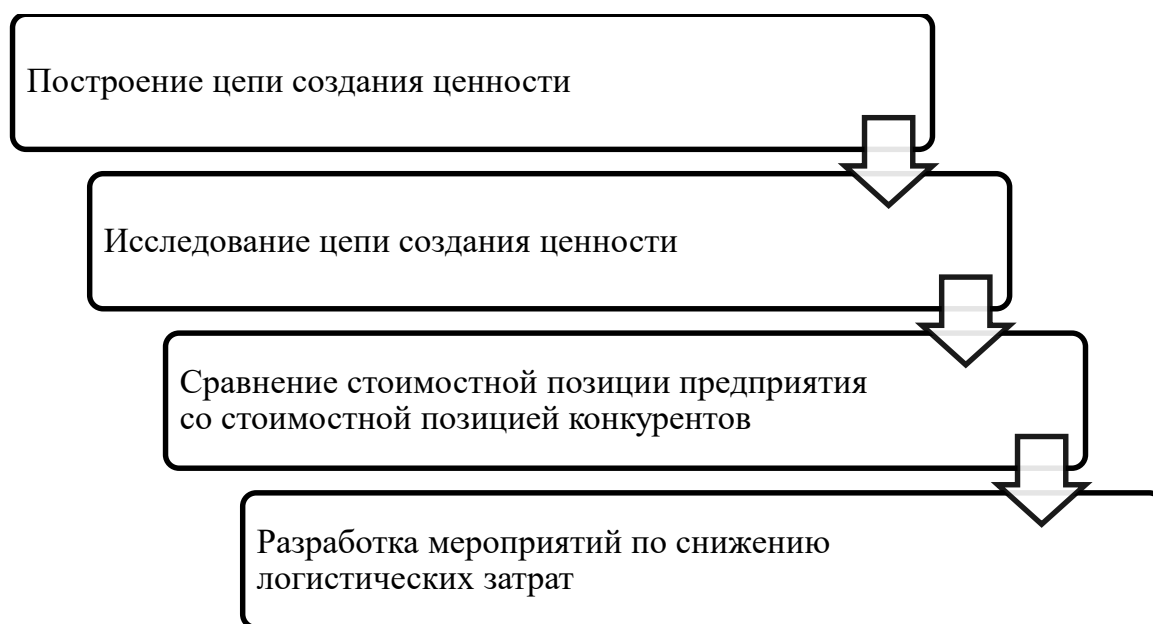 Построение цепи создания ценности
Исследование цепи создания ценности
Сравнение стоимостной позиции предприятия
со стоимостной позицией конкурентов
Разработка мероприятий по снижению
логистических затрат